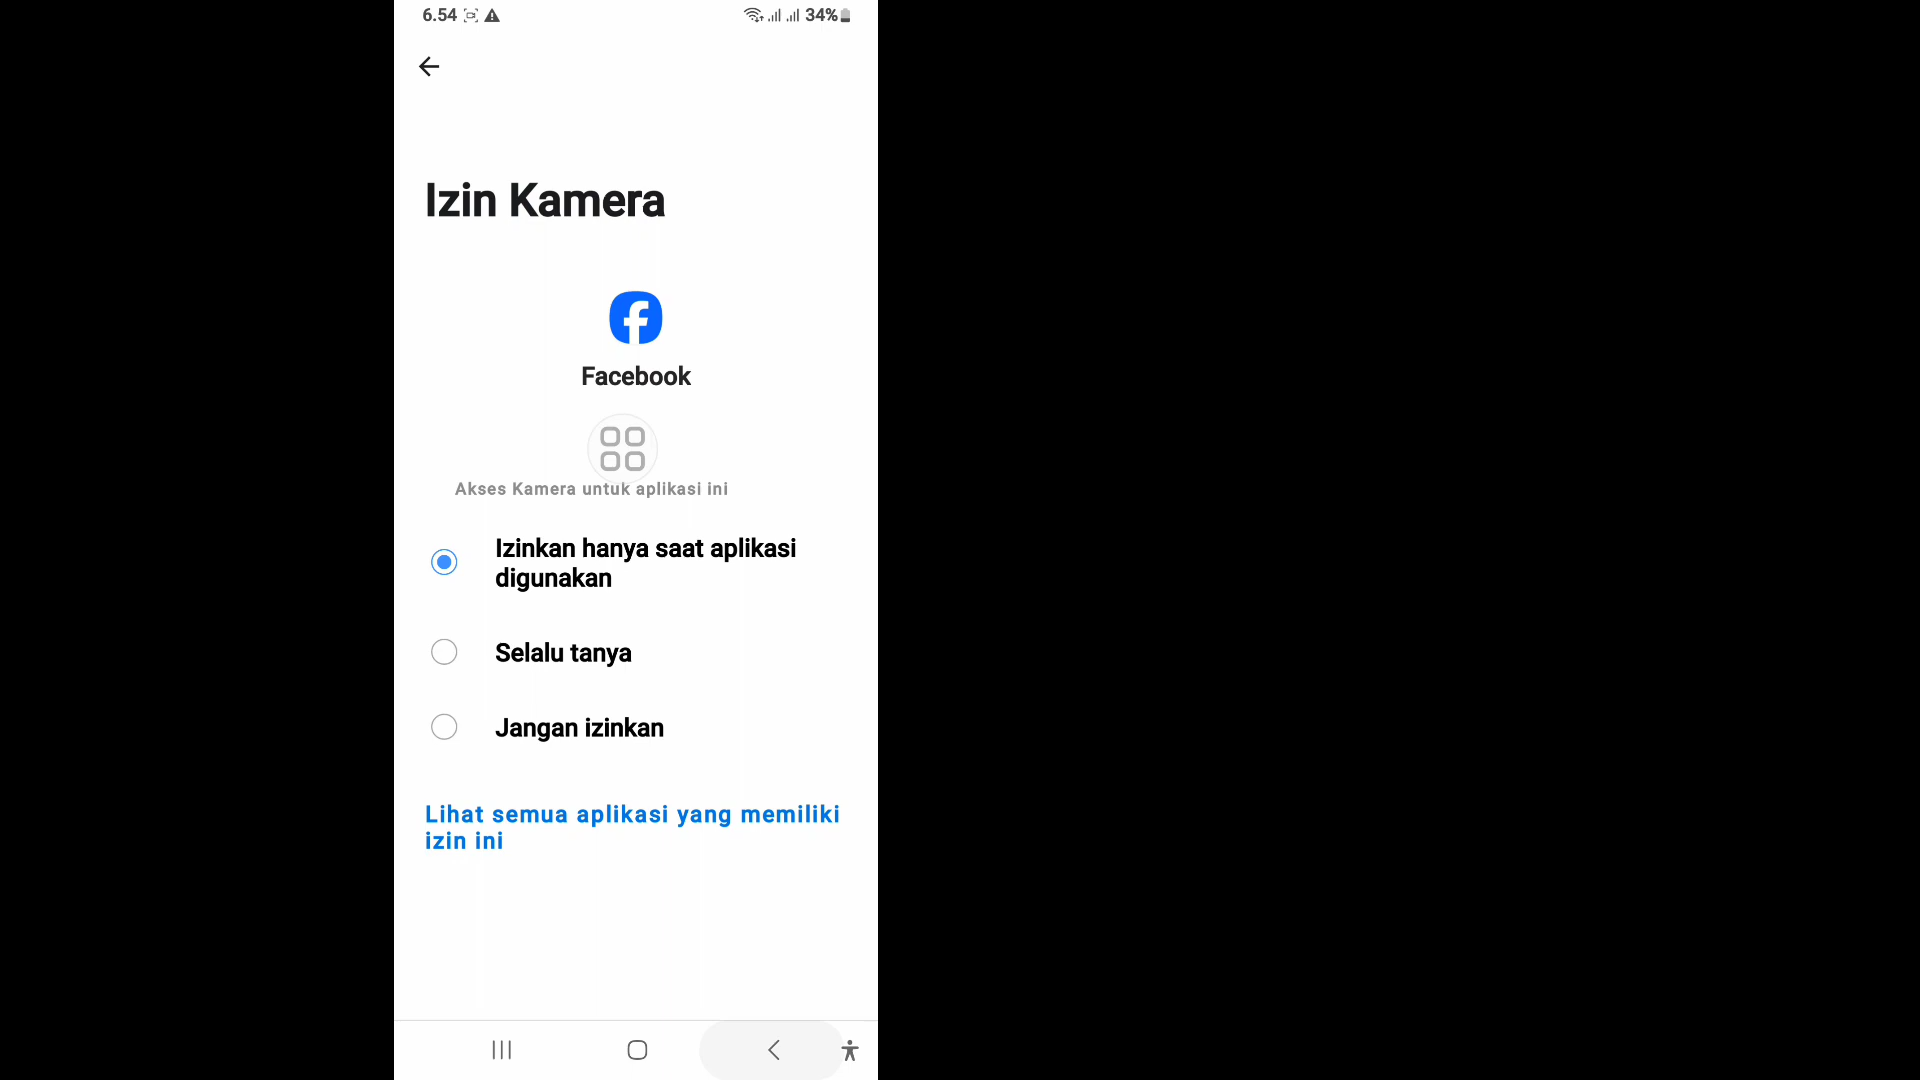 6.54
34%
Izin Kamera
Facebook
Akses Kamera untuk aplikasi ini
Izinkan hanya saat aplikasi
digunakan
Selalu tanya
Jangan izinkan
Lihat semua aplikasi yang memiliki
izin ini